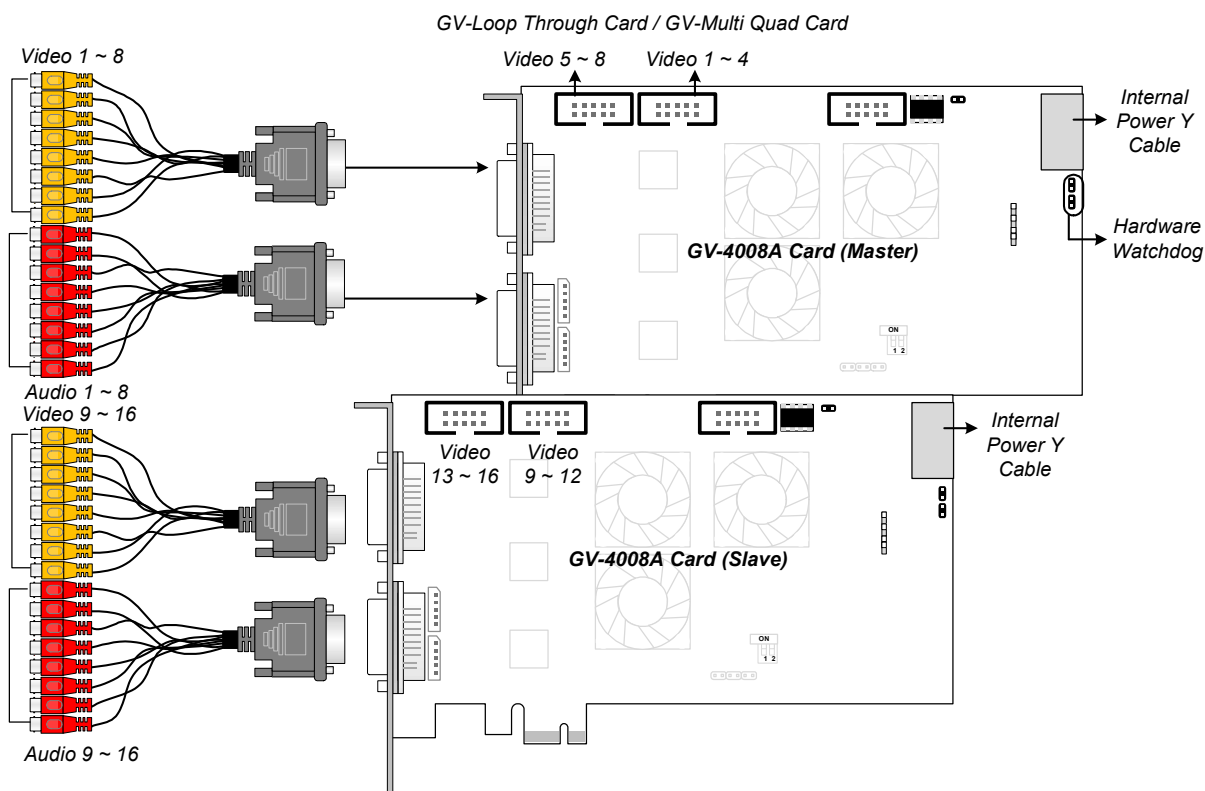 GV-Loop Through Card / GV-Multi Quad Card
Video 1 ~ 8
Video 5 ~ 8
Video 1 ~ 4
Internal
Power Y
Cable
Hardware
Watchdog
GV-4008A Card (Master)
ON
1 2
Audio 1 ~ 8
Video 9 ~ 16
Video
13 ~ 16
Video
9 ~ 12
Internal
Power Y
Cable
GV-4008A Card (Slave)
ON
1 2
Audio 9 ~ 16